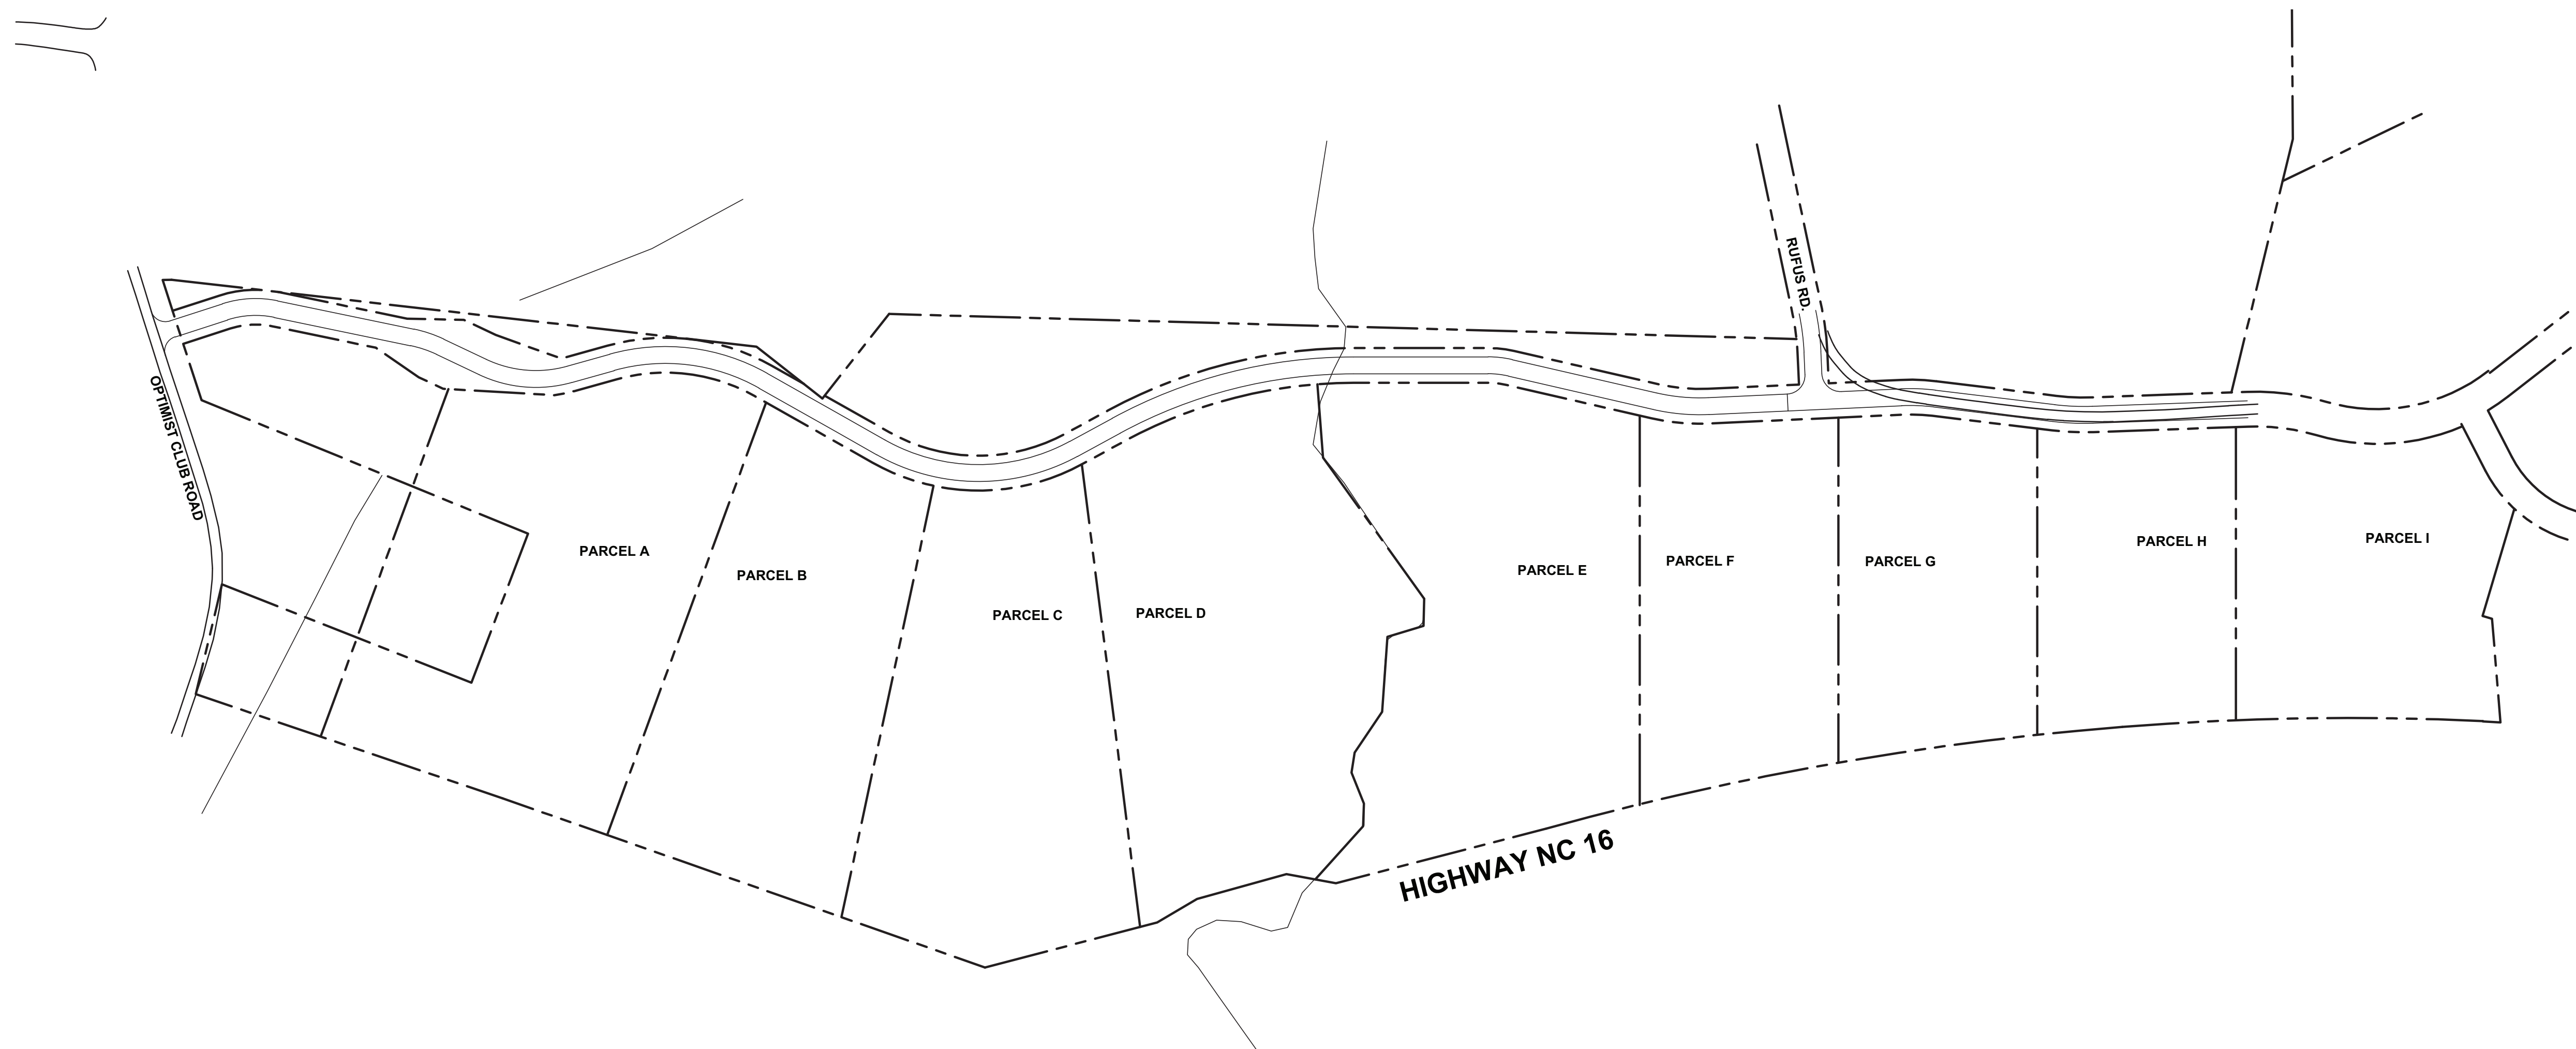 RUFUS RD.
OPTIMIST CLUB ROAD
PARCEL A
PARCEL B
PARCEL C
PARCEL D
PARCEL E
PARCEL F
PARCEL G
PARCEL H
PARCEL I
HIGHWAY NC 16